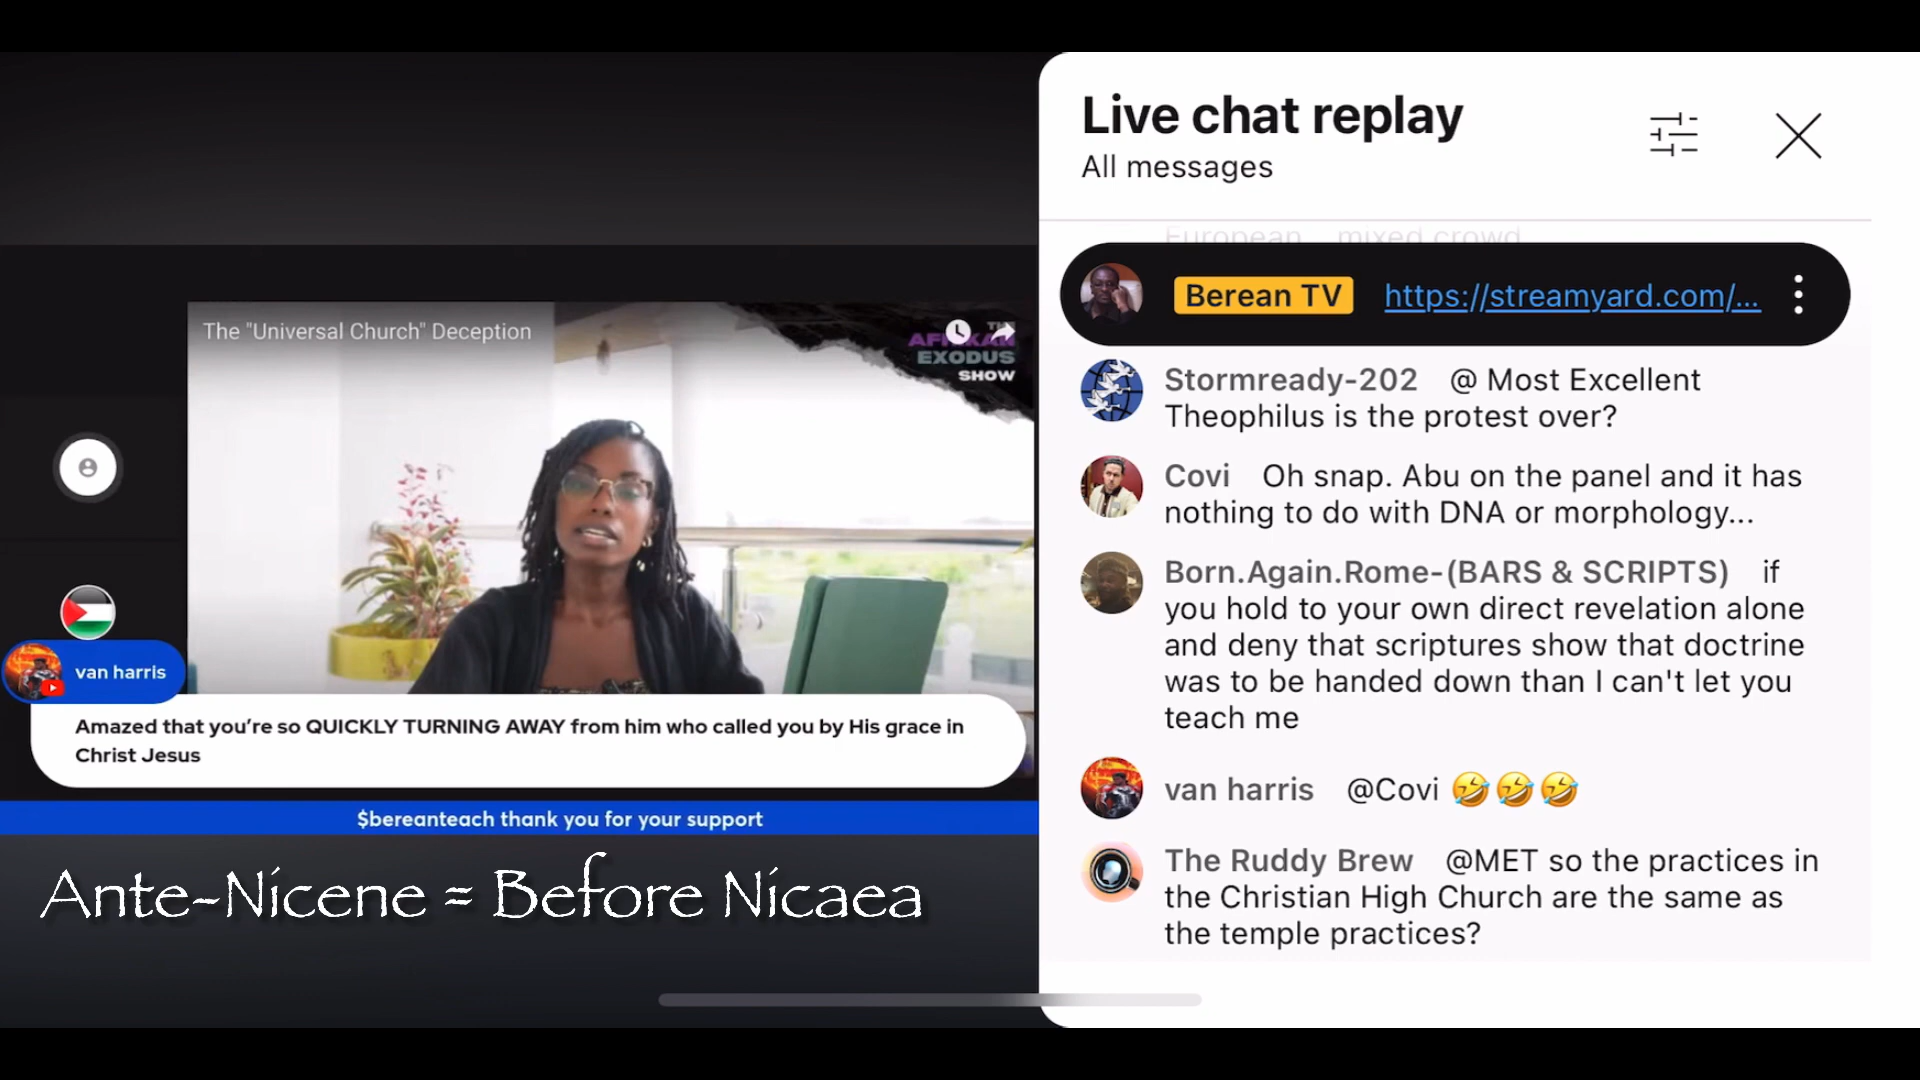 The "Universal Church" Deception
THE
AFRIKAN
EXODUS
SHOW
van harris
Amazed that you're so QUICKLY TURNING AWAY from him who called you by His grace in
Christ Jesus
$bereanteach thank you for your support
Ante-Nicene = Before Nicaea
Live chat replay
All messages
European mixed crowd
Berean TV https://streamyard.com/...
Stormready-202 @ Most Excellent
Theophilus is the protest over?
Covi Oh snap. Abu on the panel and it has
nothing to do with DNA or morphology...
Born.Again.Rome-(BARS & SCRIPTS) if
you hold to your own direct revelation alone
and deny that scriptures show that doctrine
was to be handed down than I can't let you
teach me
van harris @Covi 🤣🤣🤣
The Ruddy Brew @MET so the practices in
the Christian High Church are the same as
the temple practices?